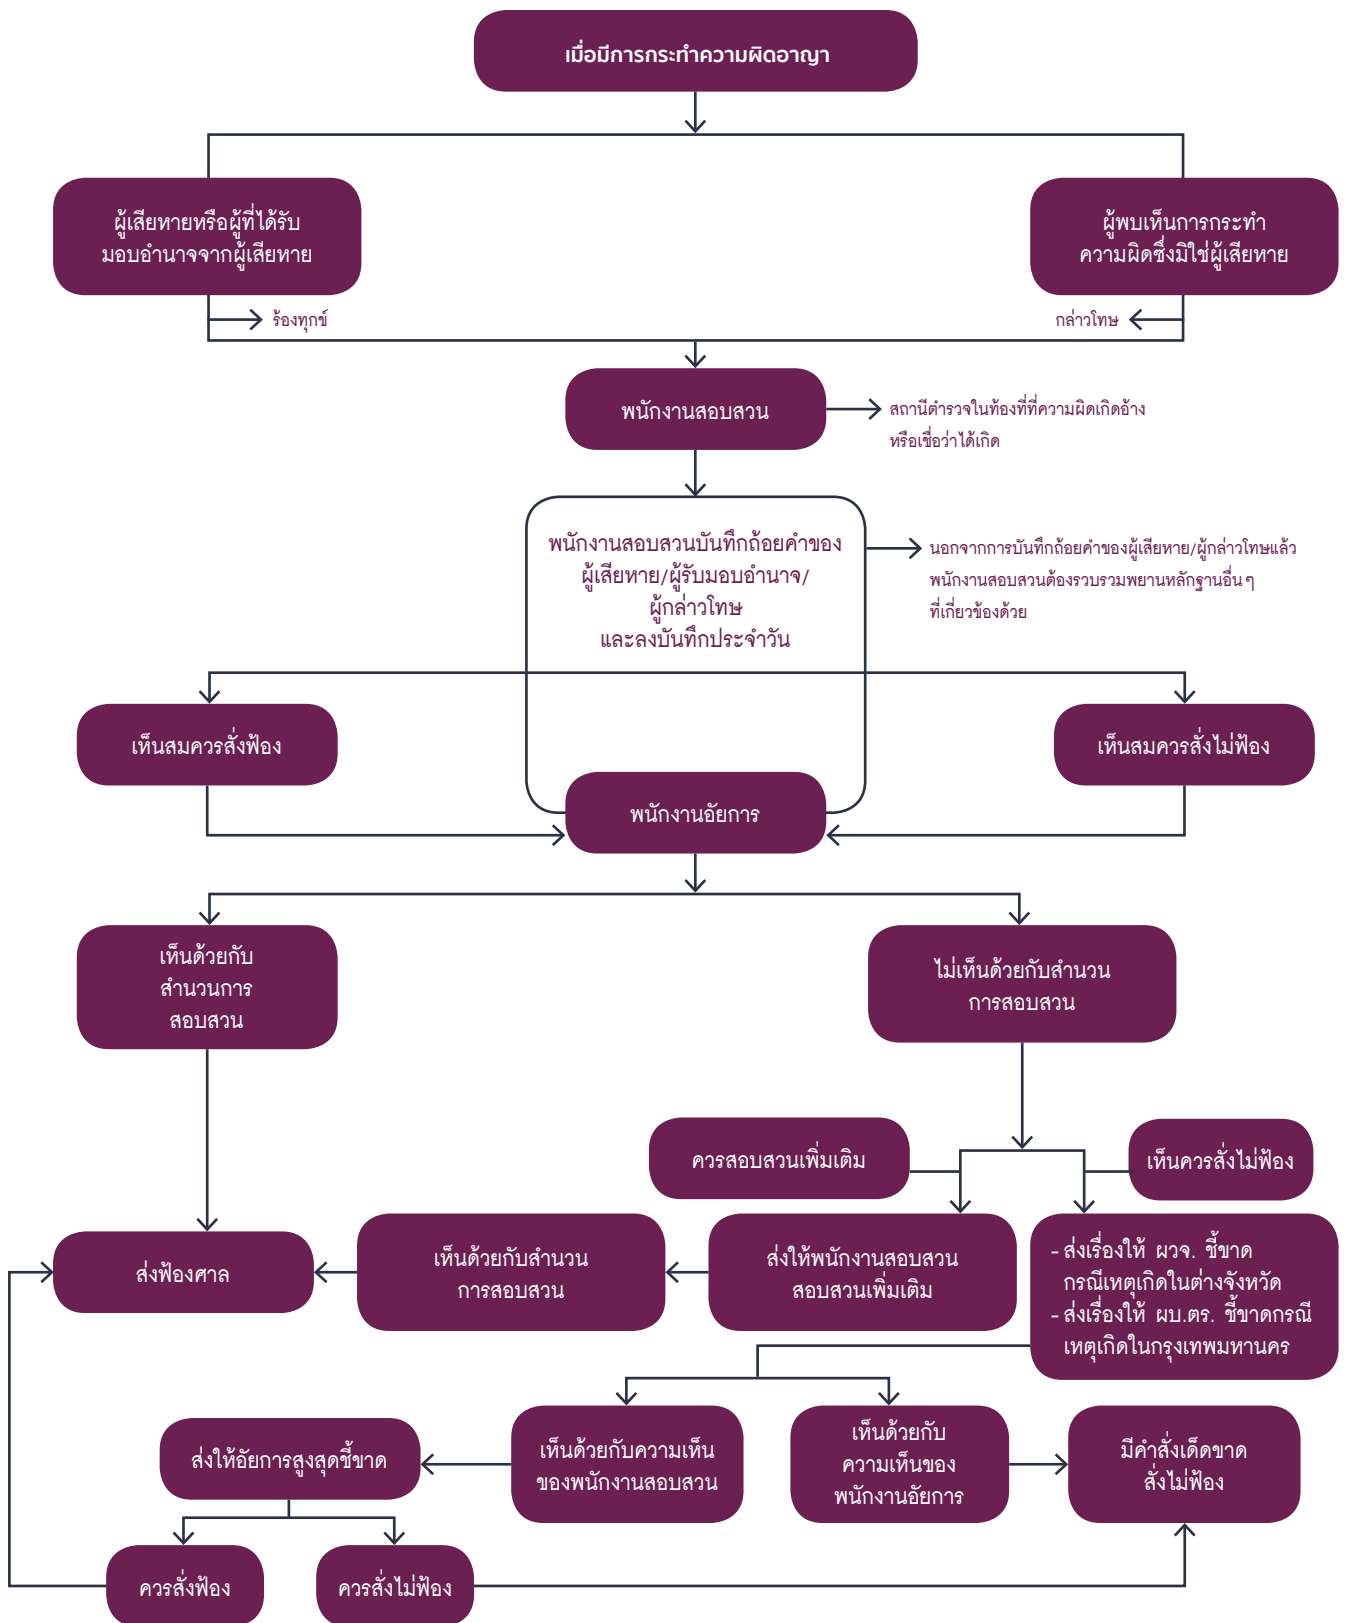 เมื่อมีการกระทำความผิดอาญา
ผู้เสียหายหรือผู้ที่ได้รับ
มอบอำนาจจากผู้เสียหาย
ผู้พบเห็นการกระทำ
ความผิดซึ่งมิใช่ผู้เสียหาย
ร้องทุกข์
กล่าวโทษ
พนักงานสอบสวน
สถานีตำรวจในท้องที่ที่ความผิดเกิดอ้าง
หรือเชื่อว่าได้เกิด
พนักงานสอบสวนบันทึกถ้อยคำของ
ผู้เสียหาย/ผู้รับมอบอำนาจ/
ผู้กล่าวโทษ
และลงบันทึกประจำวัน
นอกจากการบันทึกถ้อยคำของผู้เสียหาย/ผู้กล่าวโทษแล้ว
พนักงานสอบสวนต้องรวบรวมพยานหลักฐานอื่น ๆ
ที่เกี่ยวข้องด้วย
เห็นสมควรสั่งฟ้อง
เห็นสมควรสั่งไม่ฟ้อง
พนักงานอัยการ
เห็นด้วยกับ
สำนวนการ
สอบสวน
ไม่เห็นด้วยกับสำนวน
การสอบสวน
ควรสอบสวนเพิ่มเติม
เห็นควรสั่งไม่ฟ้อง
ส่งฟ้องศาล
เห็นด้วยกับสำนวน
การสอบสวน
ส่งให้พนักงานสอบสวน
สอบสวนเพิ่มเติม
- ส่งเรื่องให้ ผวจ. ชี้ขาด
กรณีเหตุเกิดในต่างจังหวัด
- ส่งเรื่องให้ ผบ.ตร. ชี้ขาดกรณี
เหตุเกิดในกรุงเทพมหานคร
ส่งให้อัยการสูงสุดชี้ขาด
เห็นด้วยกับความเห็น
ของพนักงานสอบสวน
เห็นด้วยกับ
ความเห็นของ
พนักงานอัยการ
มีคำสั่งเด็ดขาด
สั่งไม่ฟ้อง
ควรสั่งฟ้อง
ควรสั่งไม่ฟ้อง